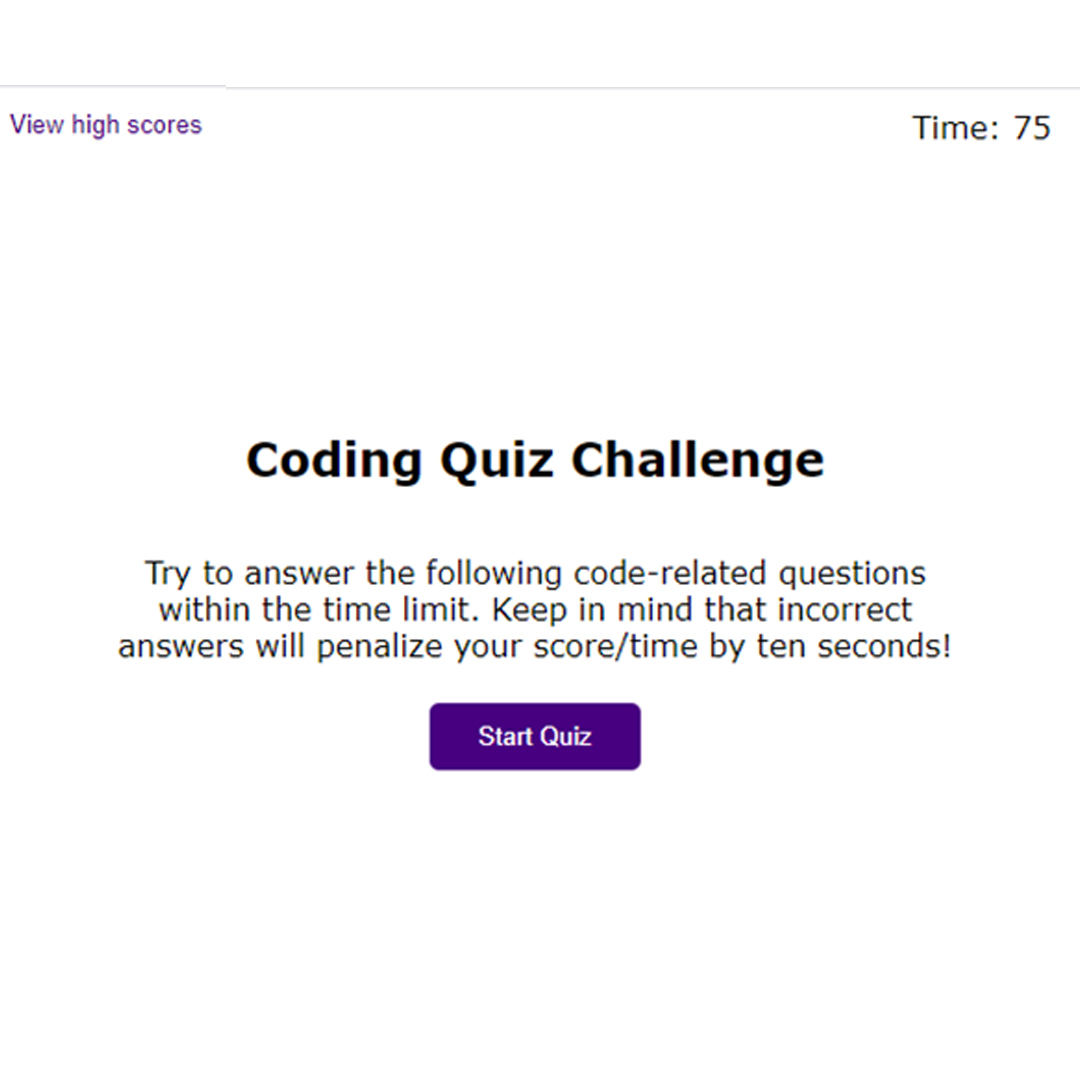 View high scores
Time: 75
Coding Quiz Challenge
Try to answer the following code-related questions
within the time limit. Keep in mind that incorrect
answers will penalize your score/time by ten seconds!
Start Quiz